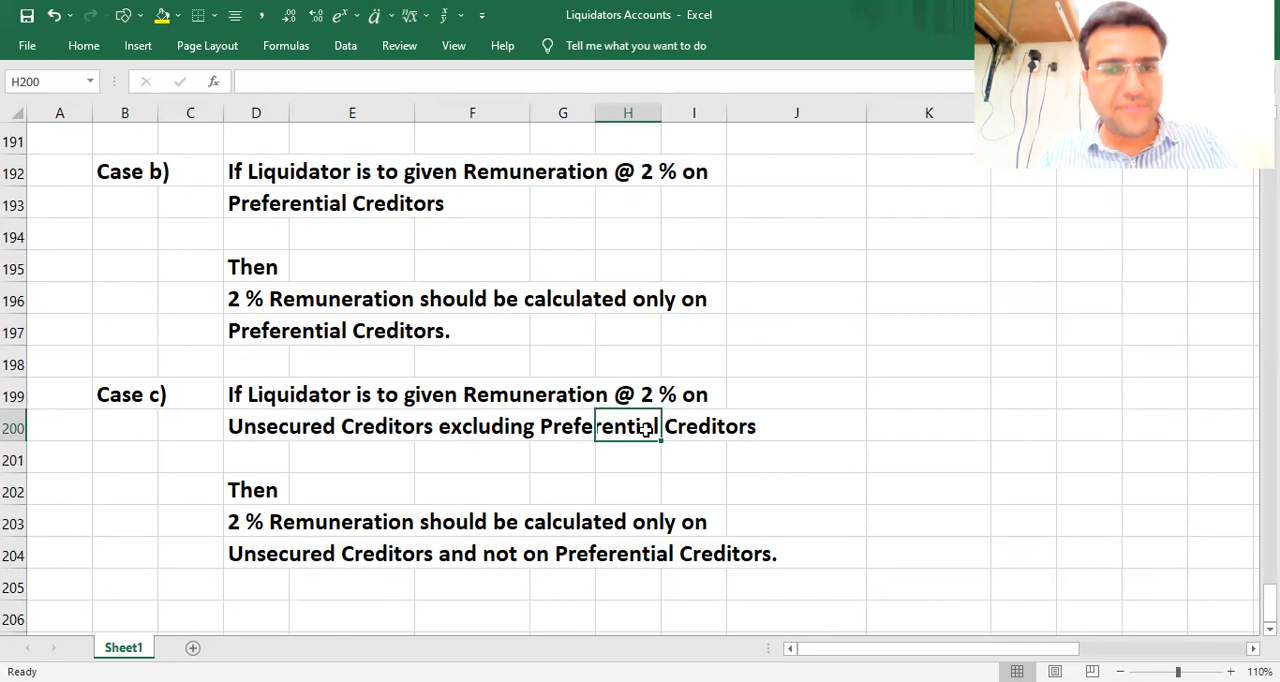 Liquidators Accounts - Excel
File Home Insert Page Layout Formulas Data Review View Help Tell me what you want to do
H200
A B C D E F G H I J K
191
192 Case b) If Liquidator is to given Remuneration @ 2 % on
193 Preferential Creditors
194
195 Then
196 2 % Remuneration should be calculated only on
197 Preferential Creditors.
198
199 Case c) If Liquidator is to given Remuneration @ 2 % on
200 Unsecured Creditors excluding Preferential Creditors
201
202 Then
203 2 % Remuneration should be calculated only on
204 Unsecured Creditors and not on Preferential Creditors.
205
206
Sheet1
Ready 110%